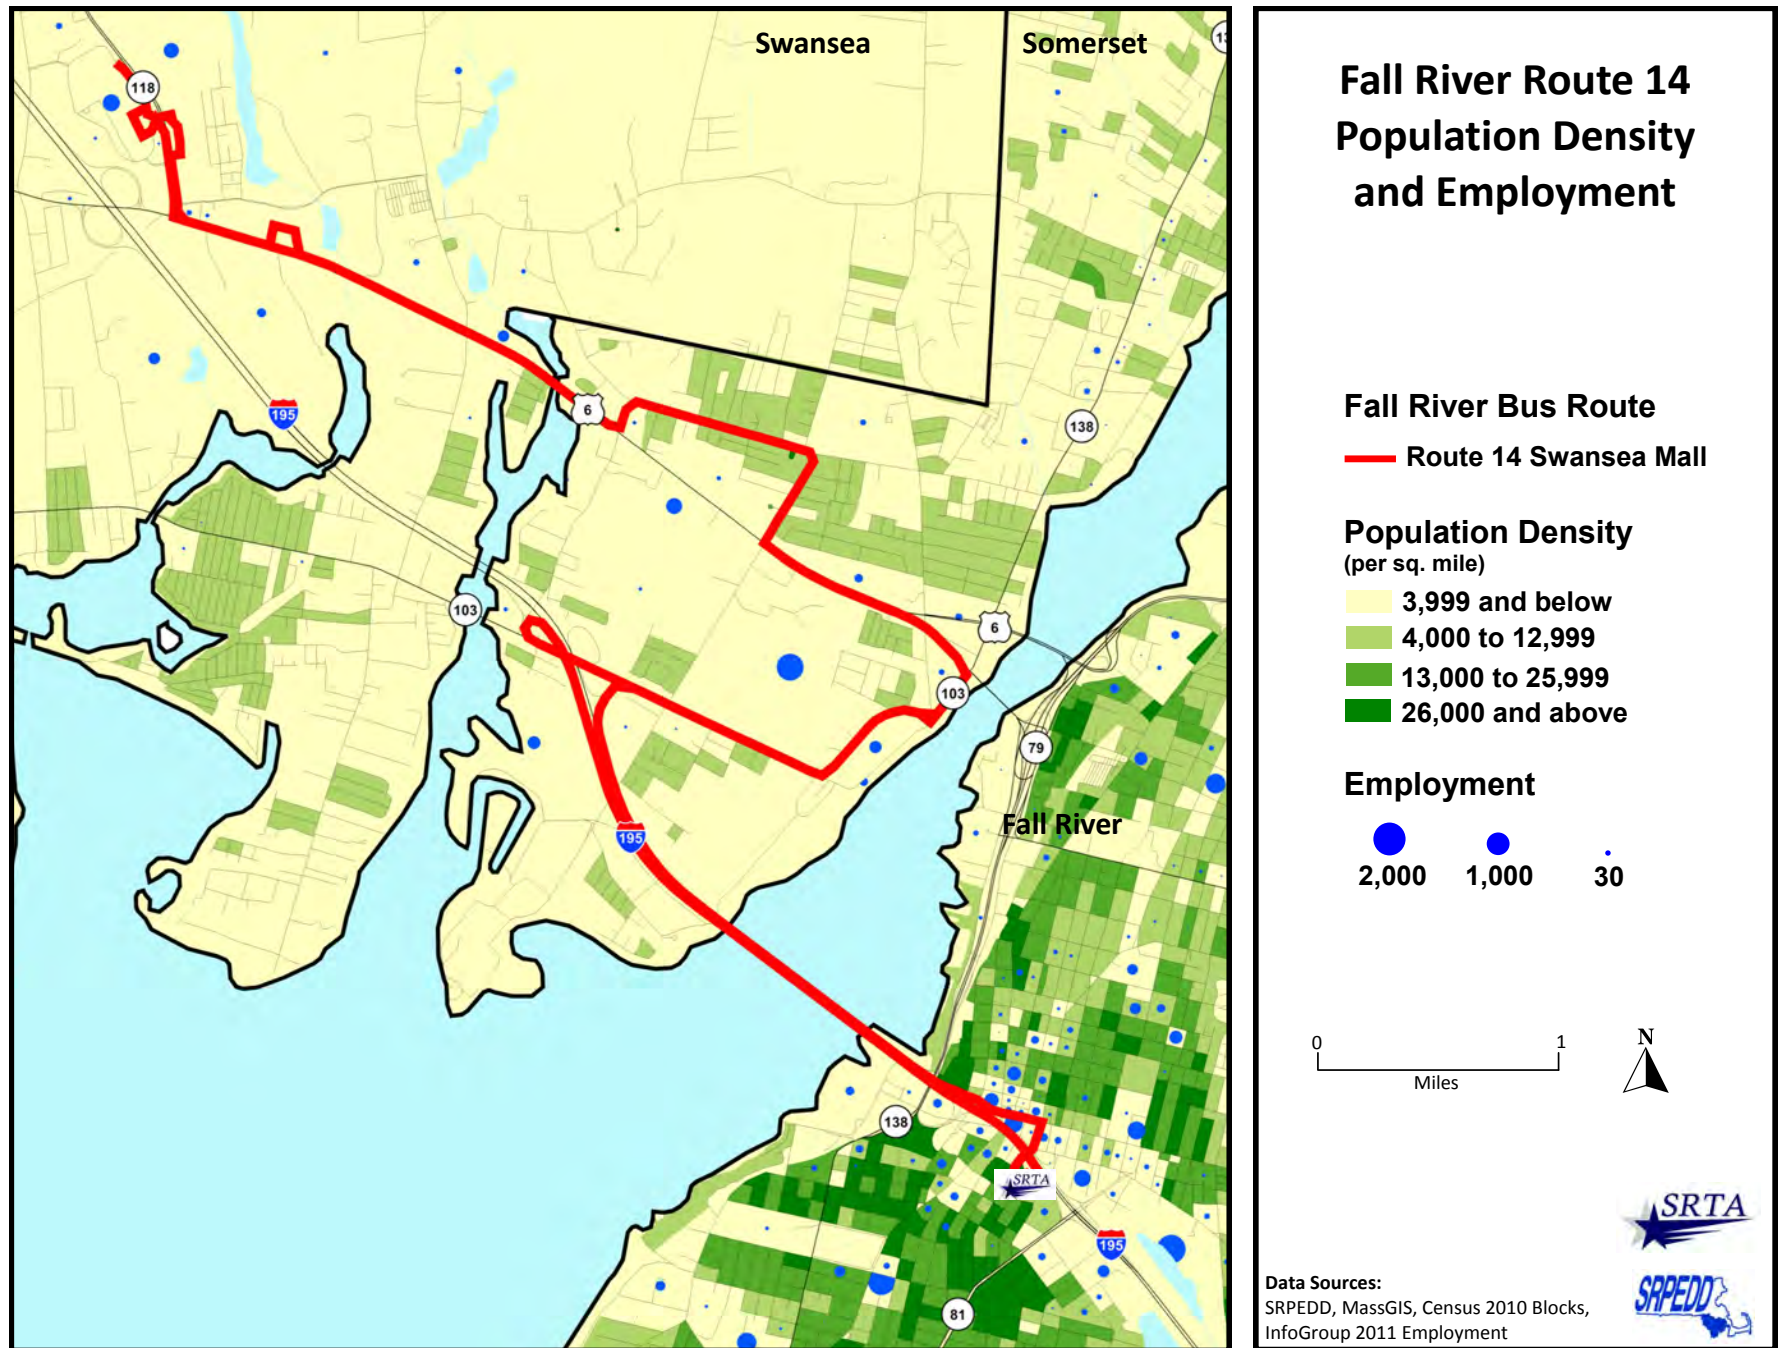 Swansea
Somerset
118
195
6
138
103
6
103
79
Fall River
195
138
SRTA
195
81
Fall River Route 14
Population Density
and Employment
Fall River Bus Route
Route 14 Swansea Mall
Population Density
(per sq. mile)
3,999 and below
4,000 to 12,999
13,000 to 25,999
26,000 and above
Employment
2,000 1,000 30
0 1
Miles
N
SRTA
SRPEDD
Data Sources:
SRPEDD, MassGIS, Census 2010 Blocks,
InfoGroup 2011 Employment